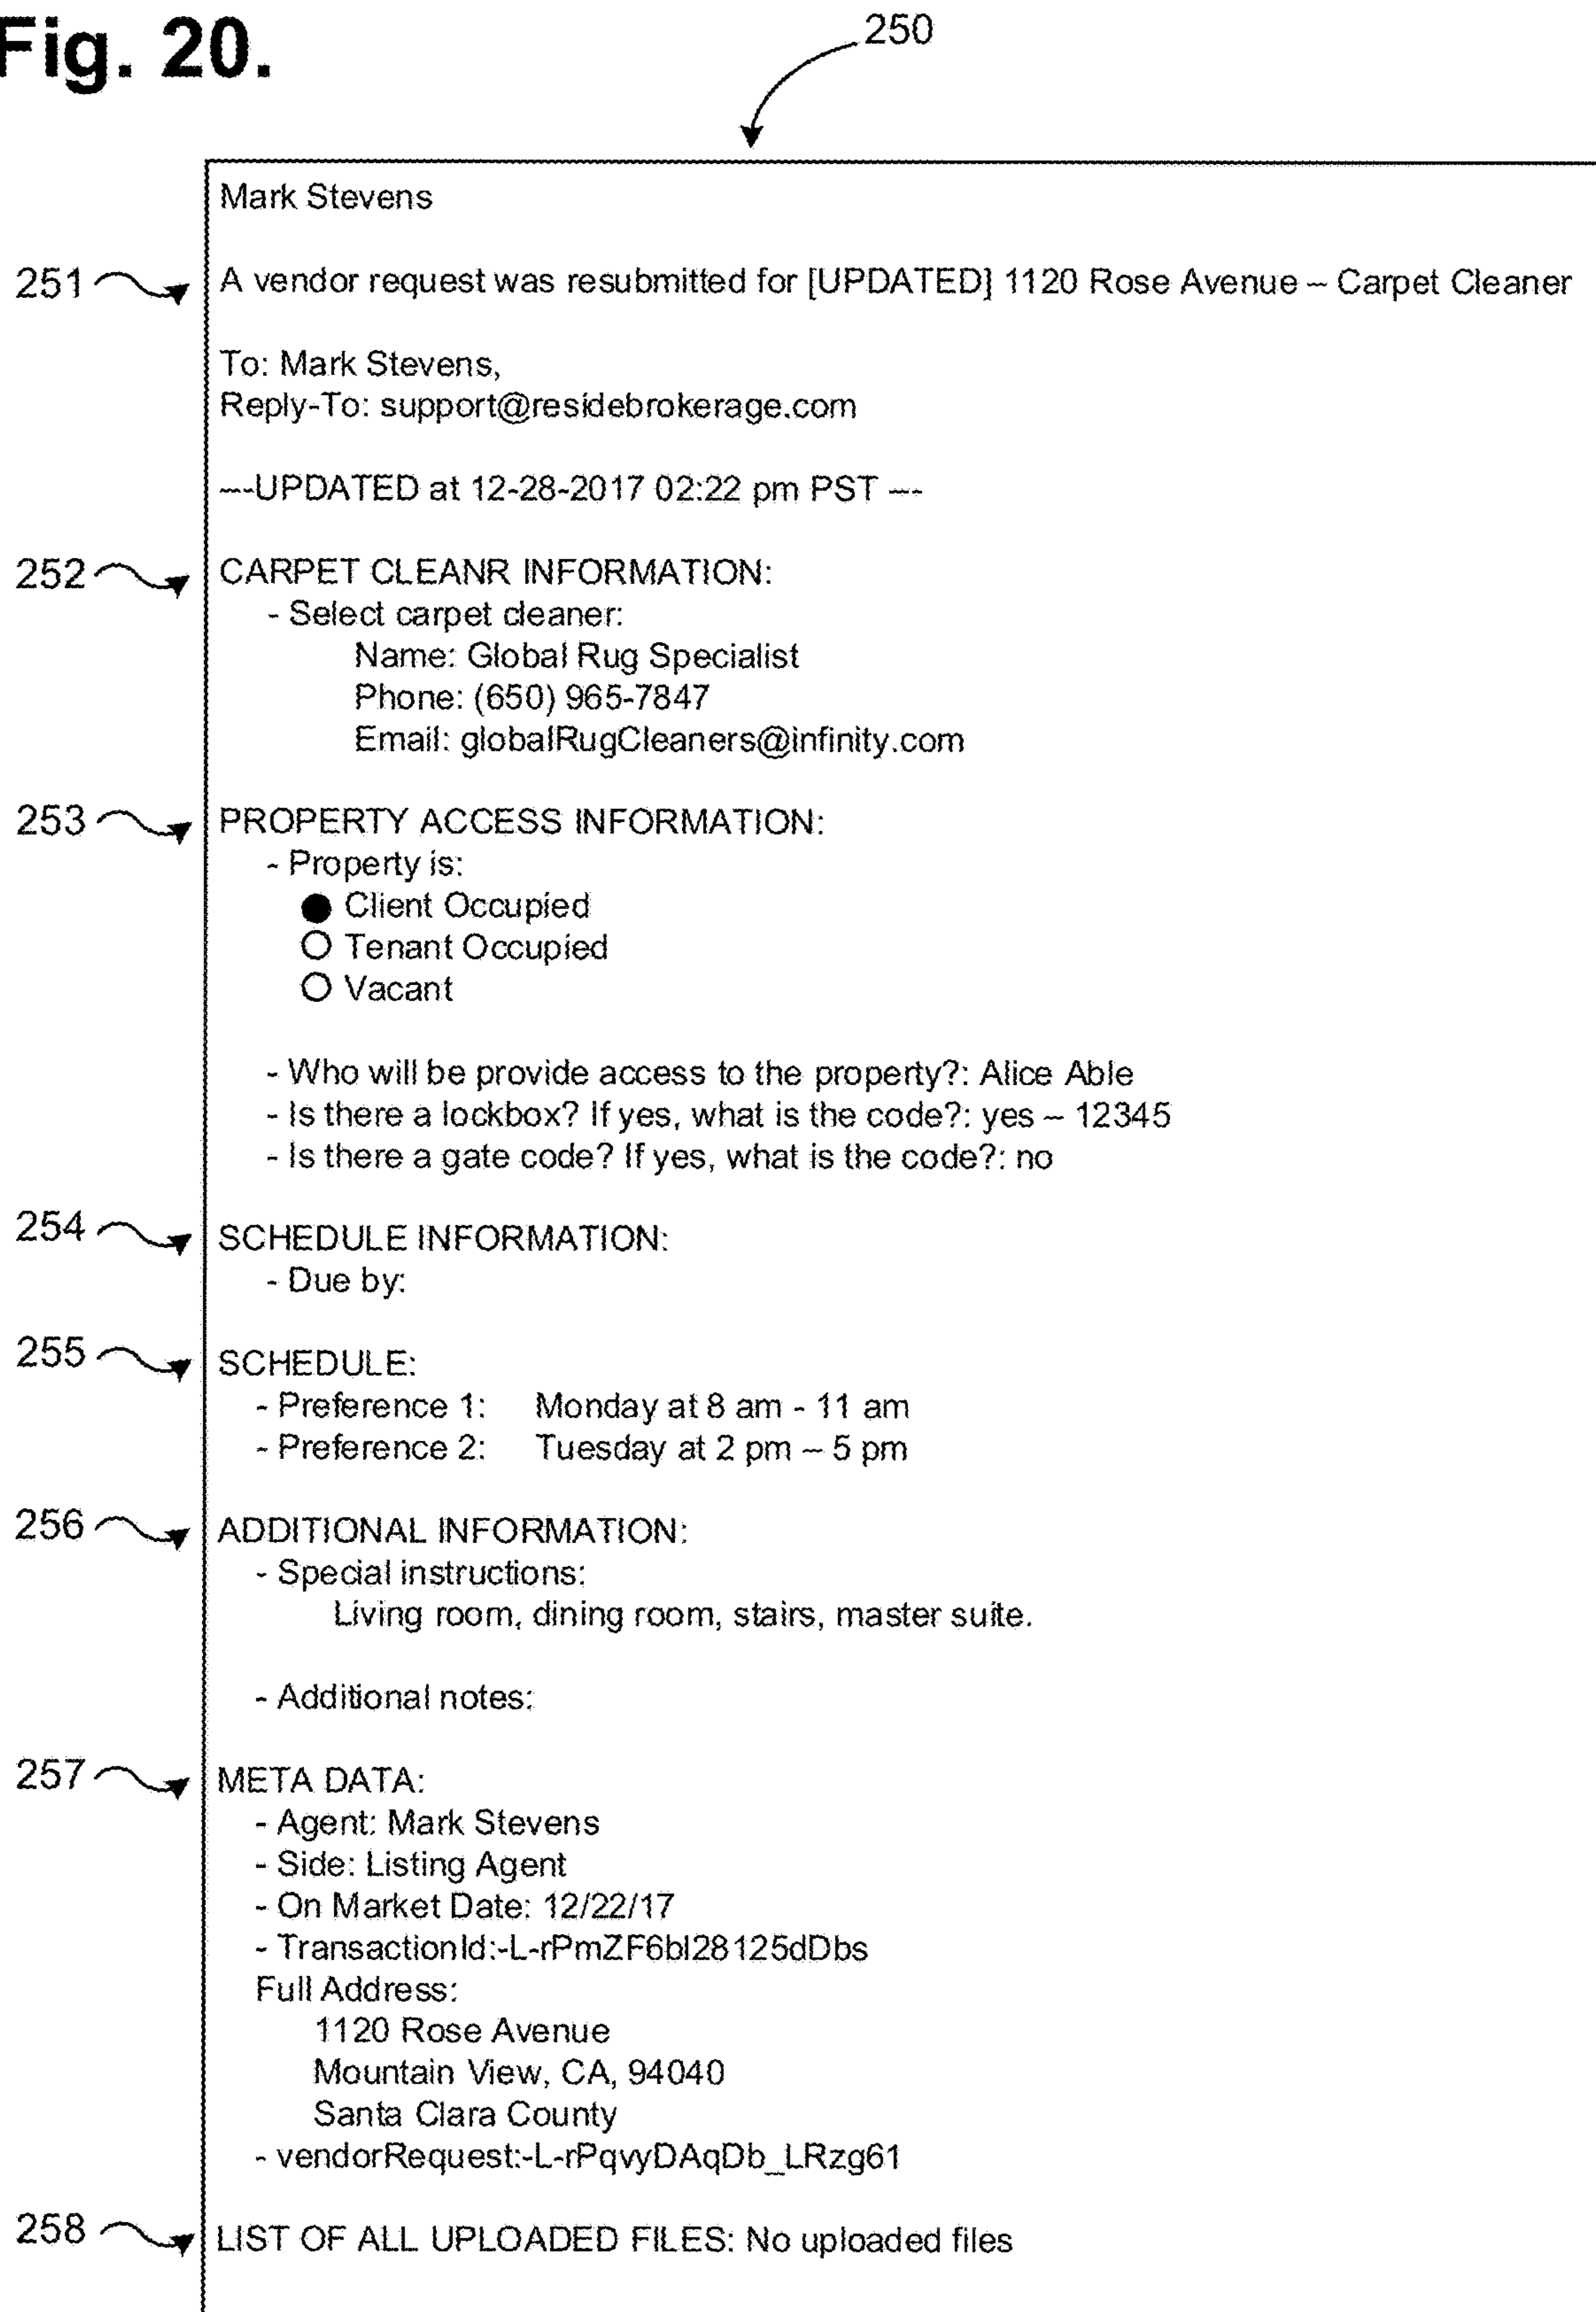 Fig. 20.
250
Mark Stevens
251 A vendor request was resubmitted for [UPDATED] 1120 Rose Avenue – Carpet Cleaner
To: Mark Stevens,
Reply-To: support@residebrokerage.com
---UPDATED at 12-28-2017 02:22 pm PST ---
252 CARPET CLEANR INFORMATION:
- Select carpet cleaner:
Name: Global Rug Specialist
Phone: (650) 965-7847
Email: globalRugCleaners@infinity.com
253 PROPERTY ACCESS INFORMATION:
- Property is:
Client Occupied
Tenant Occupied
Vacant
- Who will be provide access to the property?: Alice Able
- Is there a lockbox? If yes, what is the code?: yes – 12345
- Is there a gate code? If yes, what is the code?: no
254 SCHEDULE INFORMATION:
- Due by:
255 SCHEDULE:
- Preference 1: Monday at 8 am - 11 am
- Preference 2: Tuesday at 2 pm – 5 pm
256 ADDITIONAL INFORMATION:
- Special instructions:
Living room, dining room, stairs, master suite.
- Additional notes:
257 META DATA:
- Agent: Mark Stevens
- Side: Listing Agent
- On Market Date: 12/22/17
- TransactionId:-L-rPmZF6bl28125dDbs
Full Address:
1120 Rose Avenue
Mountain View, CA, 94040
Santa Clara County
- vendorRequest:-L-rPqvyDAqDb_LRzg61
258 LIST OF ALL UPLOADED FILES: No uploaded files